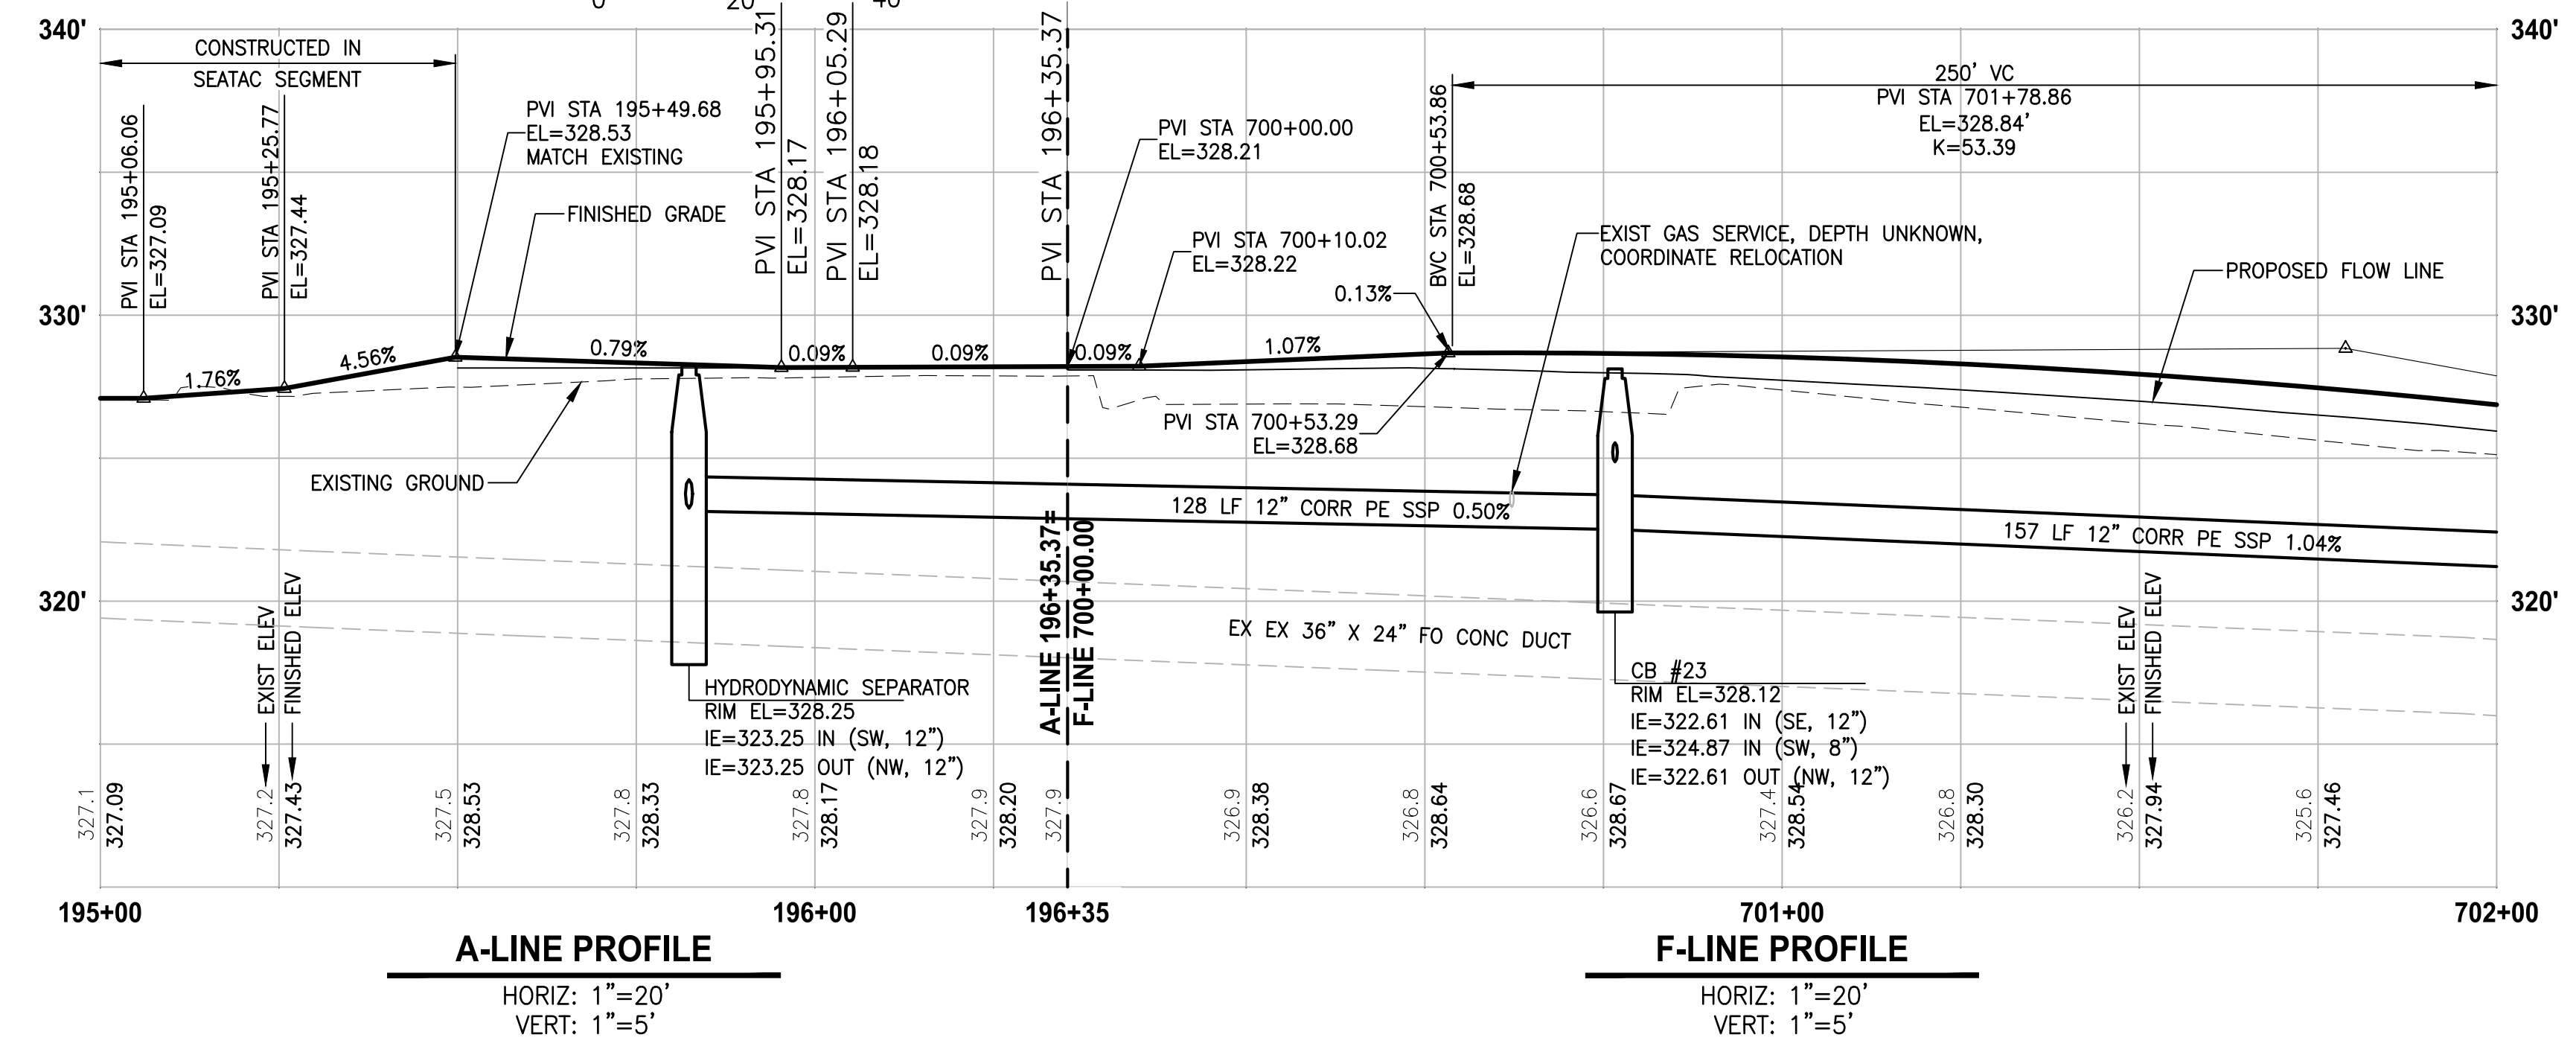 0 20 40
340'
340'
CONSTRUCTED IN
SEATAC SEGMENT
PVI STA 195+06.06
EL=327.09
PVI STA 195+25.77
EL=327.44
PVI STA 195+49.68
EL=328.53
MATCH EXISTING
FINISHED GRADE
PVI STA 195+95.31
EL=328.17
PVI STA 196+05.29
EL=328.18
PVI STA 196+35.37
PVI STA 700+00.00
EL=328.21
PVI STA 700+10.02
EL=328.22
BVC STA 700+53.86
EL=328.68
250' VC
PVI STA 701+78.86
EL=328.84'
K=53.39
EXIST GAS SERVICE, DEPTH UNKNOWN,
COORDINATE RELOCATION
PROPOSED FLOW LINE
330'
330'
1.76%
4.56%
0.79%
0.09%
0.09%
0.09%
1.07%
0.13%
PVI STA 700+53.29
EL=328.68
EXISTING GROUND
128 LF 12" CORR PE SSP 0.50%
157 LF 12" CORR PE SSP 1.04%
A-LINE 196+35.37=
F-LINE 700+00.00
320'
320'
EX EX 36" X 24" FO CONC DUCT
EXIST ELEV
FINISHED ELEV
HYDRODYNAMIC SEPARATOR
RIM EL=328.25
IE=323.25 IN (SW, 12")
IE=323.25 OUT (NW, 12")
CB #23
RIM EL=328.12
IE=322.61 IN (SE, 12")
IE=324.87 IN (SW, 8")
IE=322.61 OUT (NW, 12")
EXIST ELEV
FINISHED ELEV
327.1
327.09
327.2
327.43
327.5
328.53
327.8
328.33
327.8
328.17
327.9
328.20
327.9
326.9
328.38
326.8
328.64
326.6
328.67
327.4
328.54
326.8
328.30
326.2
327.94
325.6
327.46
195+00
196+00
196+35
701+00
702+00
A-LINE PROFILE
HORIZ: 1"=20'
VERT: 1"=5'
F-LINE PROFILE
HORIZ: 1"=20'
VERT: 1"=5'